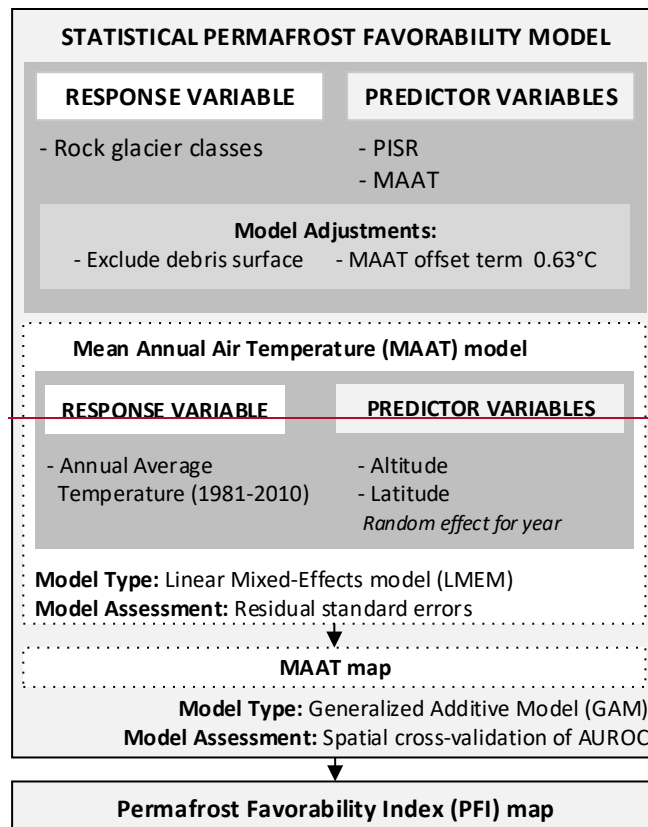 STATISTICAL PERMAFROST FAVORABILITY MODEL
RESPONSE VARIABLE
- Rock glacier classes
PREDICTOR VARIABLES
- PISR
- MAAT
Model Adjustments:
- Exclude debris surface - MAAT offset term 0.63°C
Mean Annual Air Temperature (MAAT) model
RESPONSE VARIABLE
- Annual Average
Temperature (1981-2010)
PREDICTOR VARIABLES
- Altitude
- Latitude
Random effect for year
Model Type: Linear Mixed-Effects model (LMEM)
Model Assessment: Residual standard errors
MAAT map
Model Type: Generalized Additive Model (GAM)
Model Assessment: Spatial cross-validation of AUROC
Permafrost Favorability Index (PFI) map